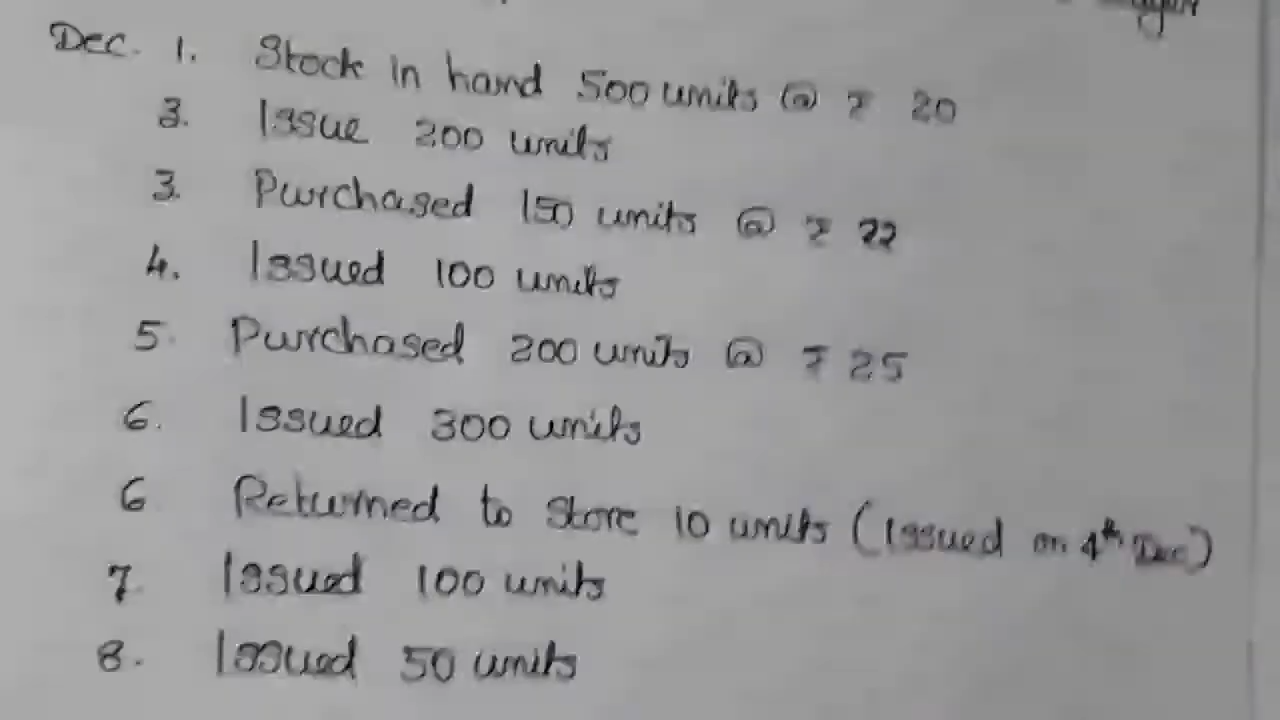 Dec. 1. Stock in hand 500 units @ ₹ 20
3. Issue 200 units
3. Purchased 150 units @ ₹ 22
4. Issued 100 units
5. Purchased 200 units @ ₹ 25
6. Issued 300 units
6 Returned to store 10 units (Issued on 4th Dec)
7. Issued 100 units
8. Issued 50 units